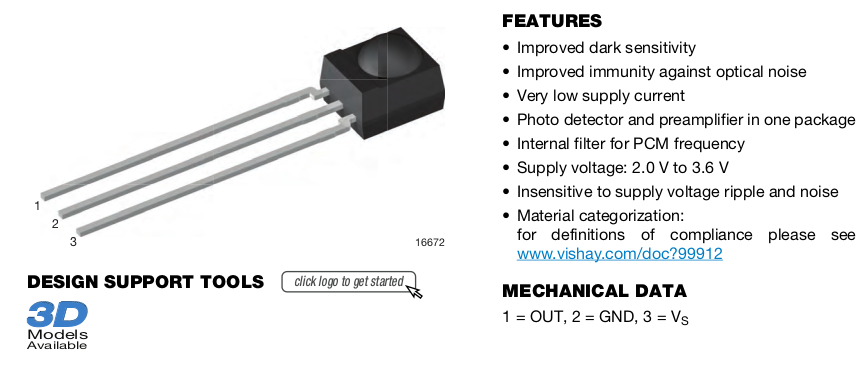 1
2
3
16672
DESIGN SUPPORT TOOLS
click logo to get started
3D
Models
Available
FEATURES
• Improved dark sensitivity
• Improved immunity against optical noise
• Very low supply current
• Photo detector and preamplifier in one package
• Internal filter for PCM frequency
• Supply voltage: 2.0 V to 3.6 V
• Insensitive to supply voltage ripple and noise
• Material categorization:
for definitions of compliance please see
www.vishay.com/doc?99912
MECHANICAL DATA
1 = OUT, 2 = GND, 3 = VS